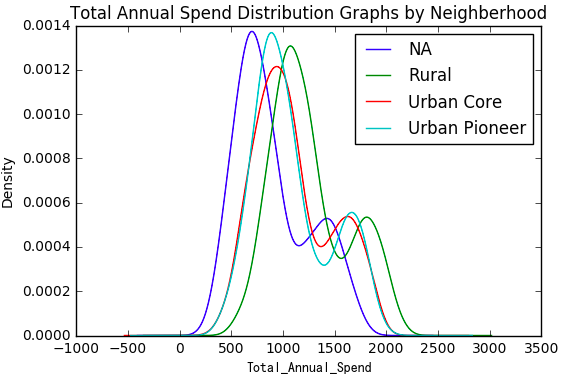 Total Annual Spend Distribution Graphs by Neighberhood
0.0014
0.0012
0.0010
0.0008
0.0006
0.0004
0.0002
0.0000
Density
NA
Rural
Urban Core
Urban Pioneer
−1000 −500 0 500 1000 1500 2000 2500 3000 3500
Total_Annual_Spend